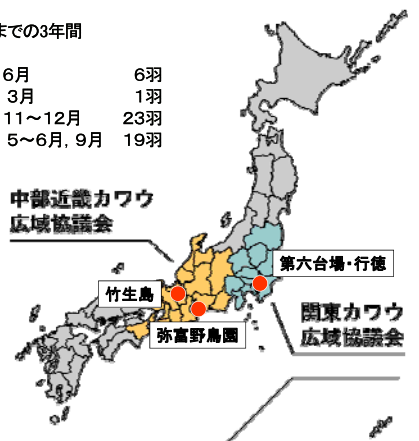 までの3年間
6月 6羽
3月 1羽
11～12月 23羽
5～6月, 9月 19羽
中部近畿カワウ
広域協議会
第六台場・行徳
竹生島
弥富野鳥園
関東カワウ
広域協議会